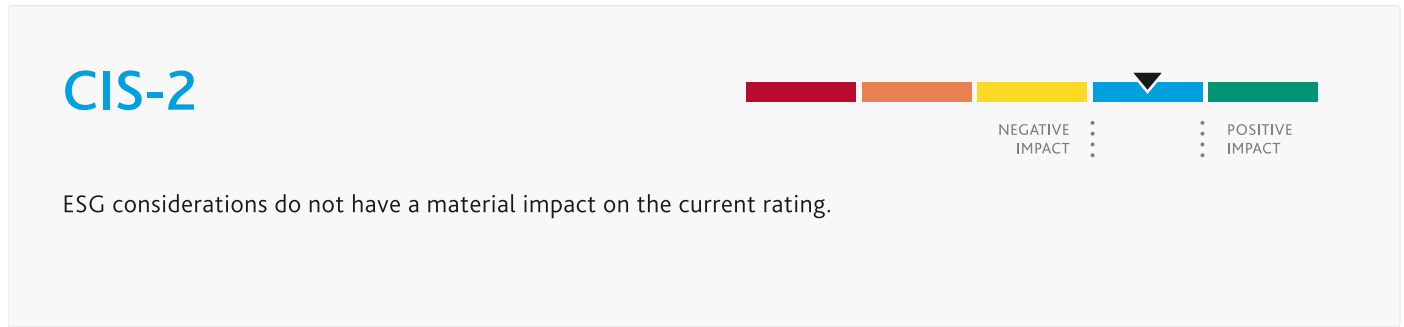 CIS-2
NEGATIVE
IMPACT
POSITIVE
IMPACT
ESG considerations do not have a material impact on the current rating.